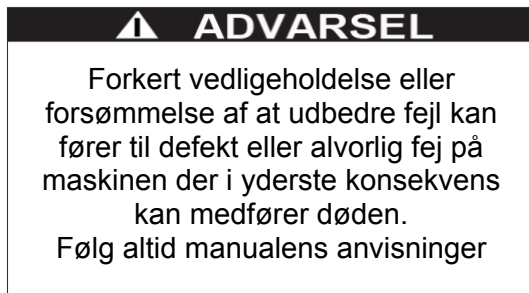 ADVARSEL
Forkert vedligeholdelse eller
forsømmelse af at udbedre fejl kan
fører til defekt eller alvorlig fej på
maskinen der i yderste konsekvens
kan medfører døden.
Følg altid manualens anvisninger